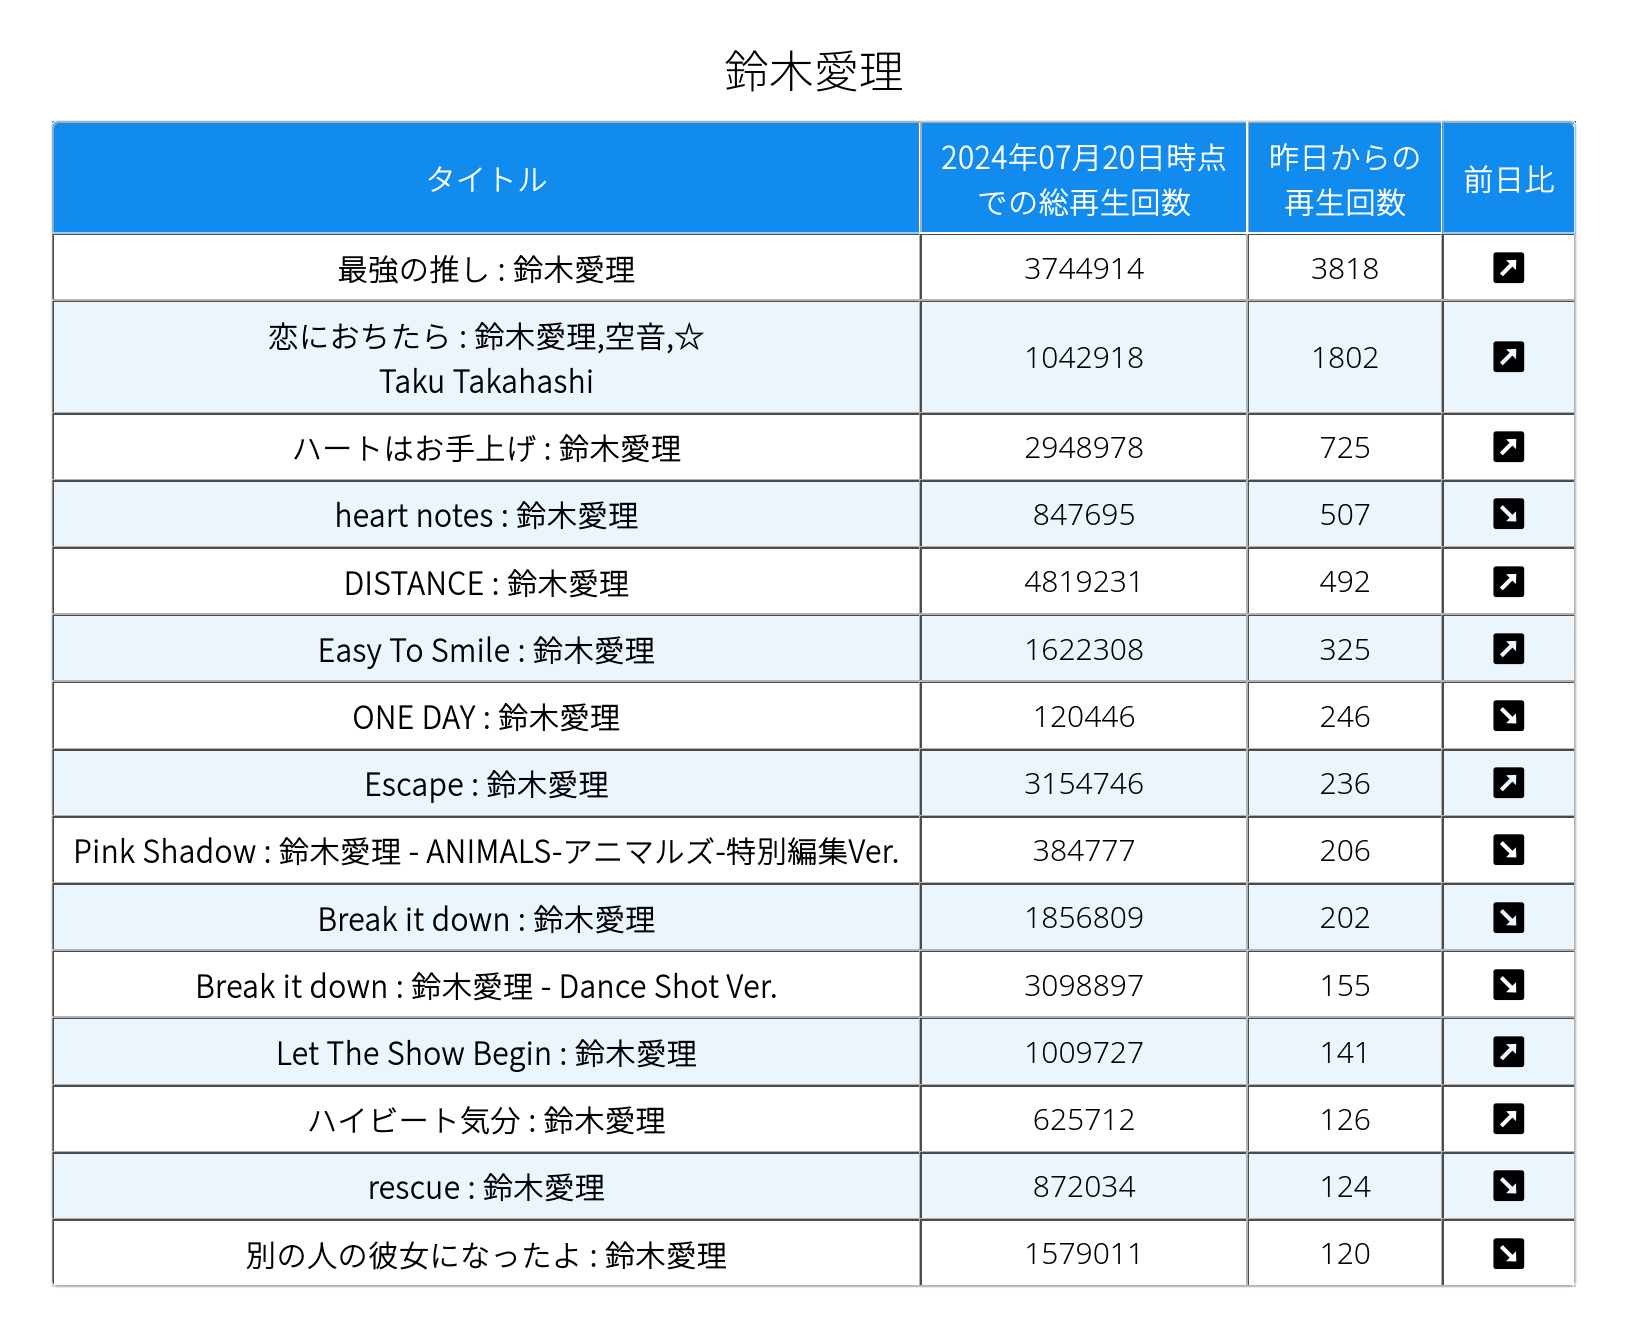 鈴木愛理
タイトル 2024年07月20日時点での総再生回数 昨日からの再生回数 前日比
最強の推し : 鈴木愛理 3744914 3818 ↗
恋におちたら : 鈴木愛理,空音,☆
Taku Takahashi 1042918 1802 ↗
ハートはお手上げ : 鈴木愛理 2948978 725 ↗
heart notes : 鈴木愛理 847695 507 ↘
DISTANCE : 鈴木愛理 4819231 492 ↗
Easy To Smile : 鈴木愛理 1622308 325 ↗
ONE DAY : 鈴木愛理 120446 246 ↘
Escape : 鈴木愛理 3154746 236 ↗
Pink Shadow : 鈴木愛理 - ANIMALS-アニマルズ-特別編集Ver. 384777 206 ↘
Break it down : 鈴木愛理 1856809 202 ↘
Break it down : 鈴木愛理 - Dance Shot Ver. 3098897 155 ↘
Let The Show Begin : 鈴木愛理 1009727 141 ↗
ハイビート気分 : 鈴木愛理 625712 126 ↗
rescue : 鈴木愛理 872034 124 ↘
別の人の彼女になったよ : 鈴木愛理 1579011 120 ↘